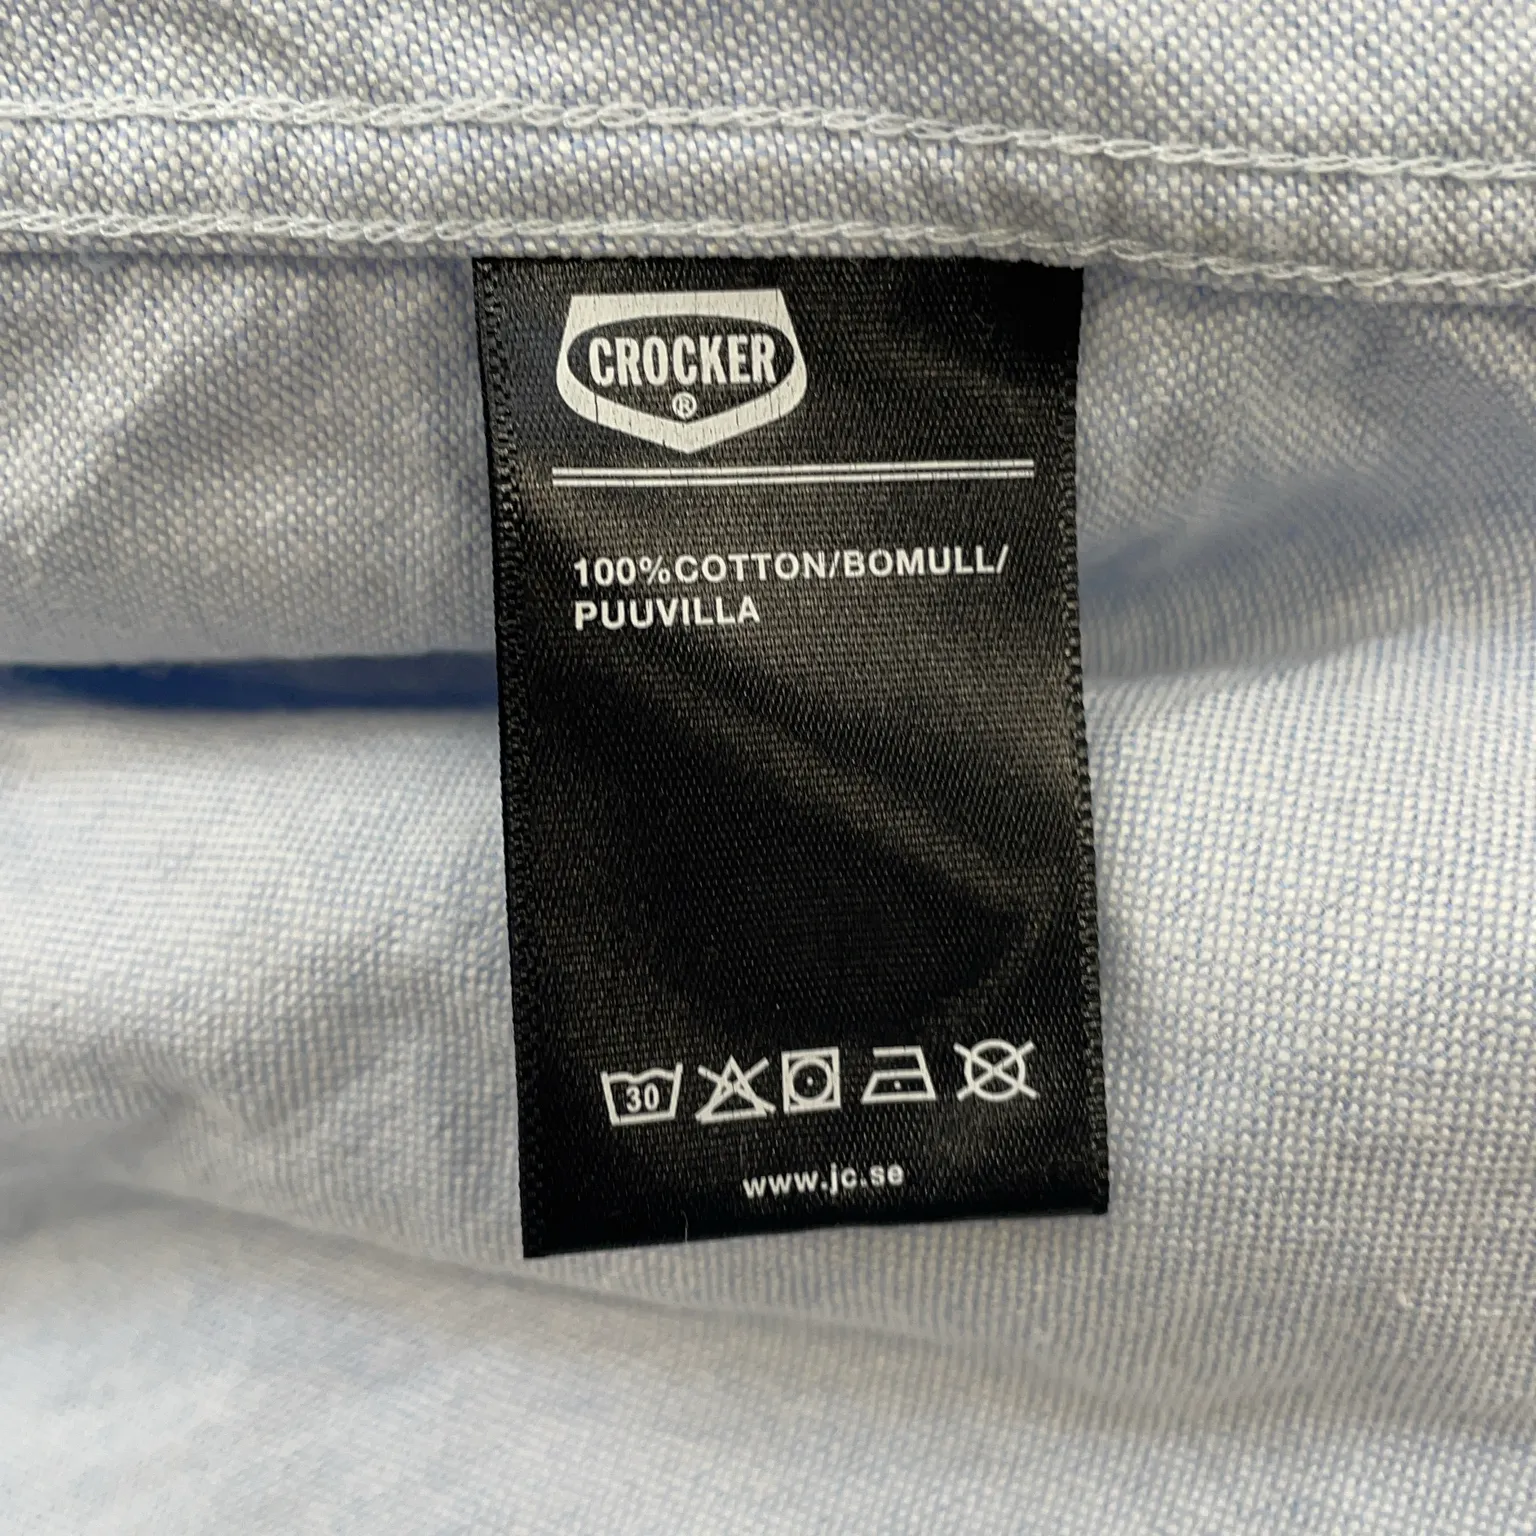 CROCKER
®
100%COTTON/BOMULL/
PUUVILLA
30
www.jc.se